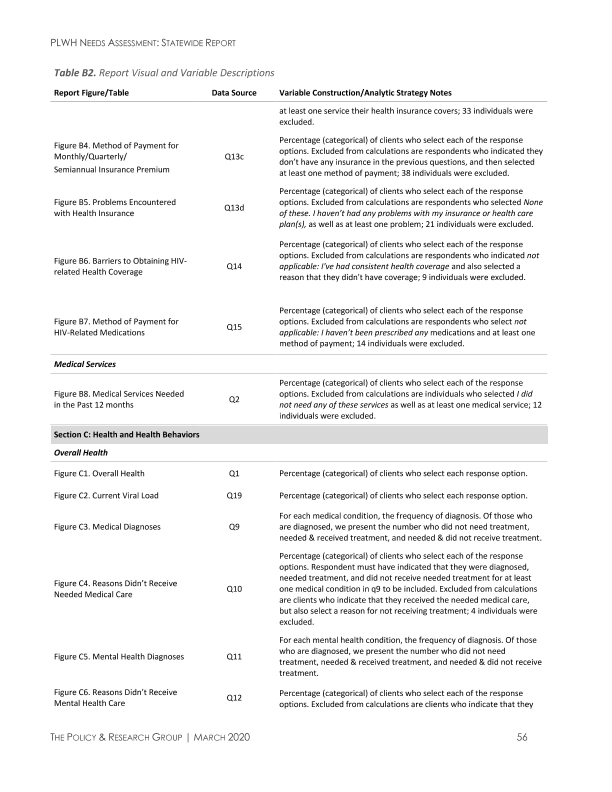 PLWH NEEDS ASSESSMENT: STATEWIDE REPORT
Table B2. Report Visual and Variable Descriptions
Report Figure/Table Data Source Variable Construction/Analytic Strategy Notes
at least one service their health insurance covers; 33 individuals were
excluded.
Figure B4. Method of Payment for
Monthly/Quarterly/
Semiannual Insurance Premium
Q13c
Percentage (categorical) of clients who select each of the response
options. Excluded from calculations are respondents who indicated they
don't have any insurance in the previous questions, and then selected
at least one method of payment; 38 individuals were excluded.
Figure B5. Problems Encountered
with Health Insurance
Q13d
Percentage (categorical) of clients who select each of the response
options. Excluded from calculations are respondents who selected None
of these. I haven't had any problems with my insurance or health care
plan(s), as well as at least one problem; 21 individuals were excluded.
Figure B6. Barriers to Obtaining HIV-
related Health Coverage
Q14
Percentage (categorical) of clients who select each of the response
options. Excluded from calculations are respondents who indicated not
applicable: I've had consistent health coverage and also selected a
reason that they didn't have coverage; 9 individuals were excluded.
Figure B7. Method of Payment for
HIV-Related Medications
Q15
Percentage (categorical) of clients who select each of the response
options. Excluded from calculations are respondents who select not
applicable: I haven't been prescribed any medications and at least one
method of payment; 14 individuals were excluded.
Medical Services
Figure B8. Medical Services Needed
in the Past 12 months
Q2
Percentage (categorical) of clients who select each of the response
options. Excluded from calculations are individuals who selected I did
not need any of these services as well as at least one medical service; 12
individuals were excluded.
Section C: Health and Health Behaviors
Overall Health
Figure C1. Overall Health Q1 Percentage (categorical) of clients who select each response option.
Figure C2. Current Viral Load Q19 Percentage (categorical) of clients who select each response option.
Figure C3. Medical Diagnoses
Q9
For each medical condition, the frequency of diagnosis. Of those who
are diagnosed, we present the number who did not need treatment,
needed & received treatment, and needed & did not receive treatment.
Figure C4. Reasons Didn't Receive
Needed Medical Care
Q10
Percentage (categorical) of clients who select each of the response
options. Respondent must have indicated that they were diagnosed,
needed treatment, and did not receive needed treatment for at least
one medical condition in q9 to be included. Excluded from calculations
are clients who indicate that they received the needed medical care,
but also select a reason for not receiving treatment; 4 individuals were
excluded.
Figure C5. Mental Health Diagnoses
Q11
For each mental health condition, the frequency of diagnosis. Of those
who are diagnosed, we present the number who did not need
treatment, needed & received treatment, and needed & did not receive
treatment.
Figure C6. Reasons Didn't Receive
Mental Health Care
Q12
Percentage (categorical) of clients who select each of the response
options. Excluded from calculations are clients who indicate that they
THE POLICY & RESEARCH GROUP | MARCH 2020 56